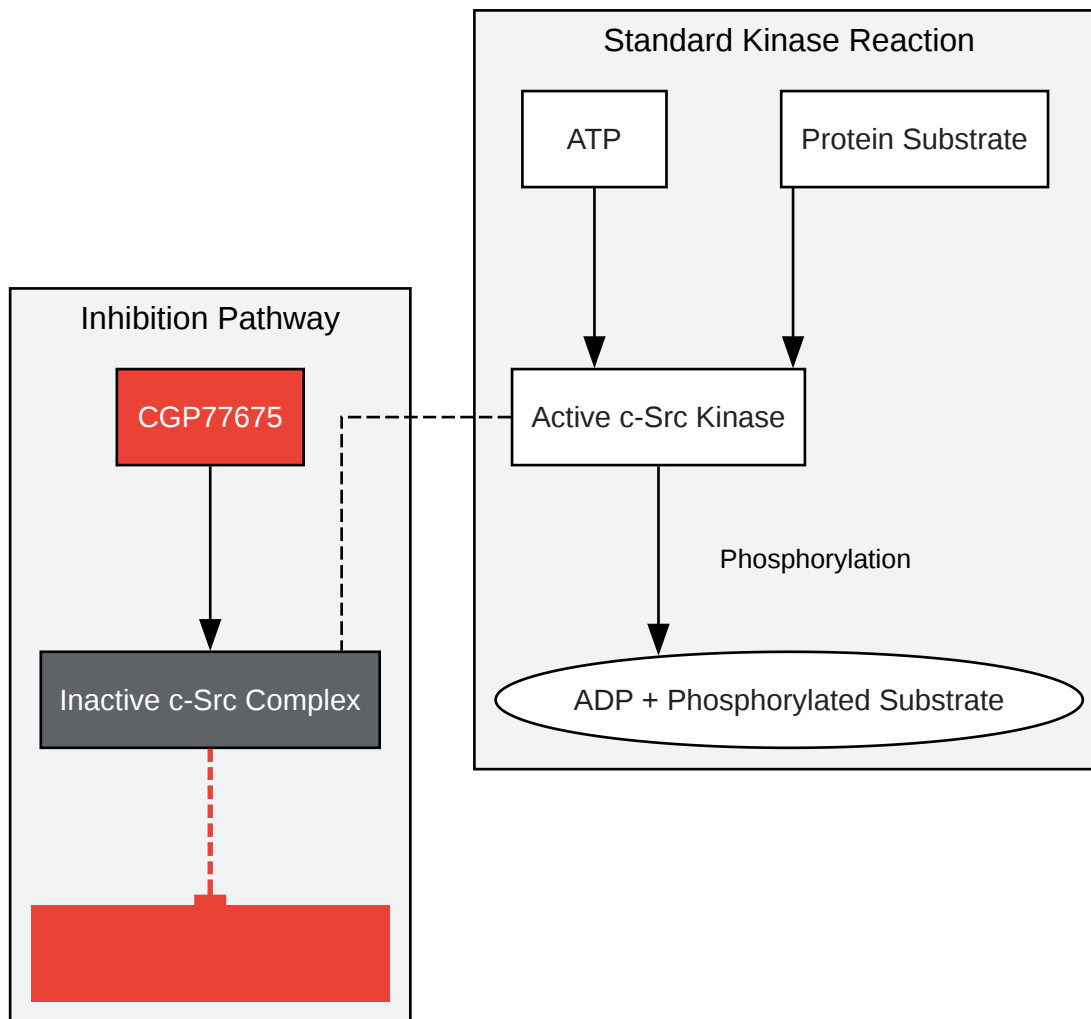 Standard Kinase Reaction
ATP
Protein Substrate
Inhibition Pathway
CGP77675
Active c-Src Kinase
Phosphorylation
Inactive c-Src Complex
ADP + Phosphorylated Substrate